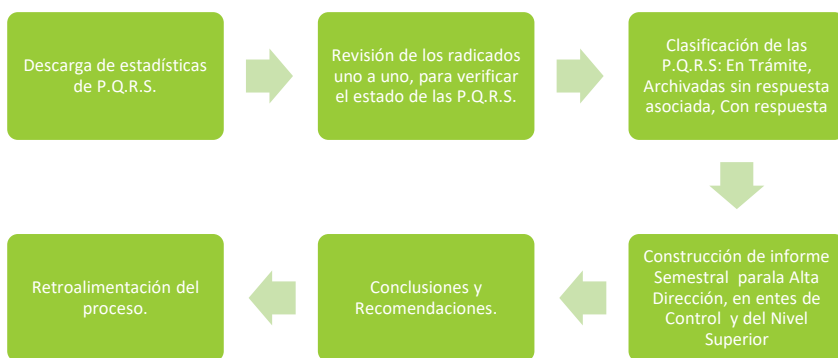 Descarga de estadísticas
de P.Q.R.S.
Revisión de los radicados
uno a uno, para verificar
el estado de las P.Q.R.S.
Clasificación de las
P.Q.R.S: En Trámite,
Archivadas sin respuesta
asociada, Con respuesta
Construcción de informe
Semestral parala Alta
Dirección, en entes de
Control y del Nivel
Superior
Conclusiones y
Recomendaciones.
Retroalimentación del
proceso.